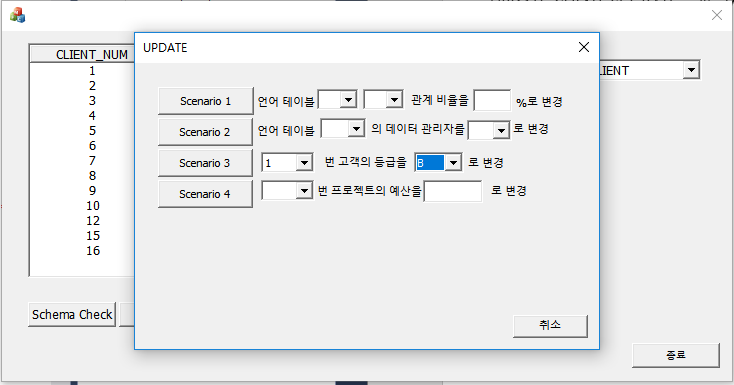 UPDATE
CLIENT_NUM
1
2
3
4
5
6
7
8
9
10
12
15
16
LIENT
Scenario 1 언어 테이블 관계 비율을 %로 변경
Scenario 2 언어 테이블 의 데이터 관리자를 로 변경
Scenario 3 1 번 고객의 등급을 B 로 변경
Scenario 4 번 프로젝트의 예산을 로 변경
취소
Schema Check
종료